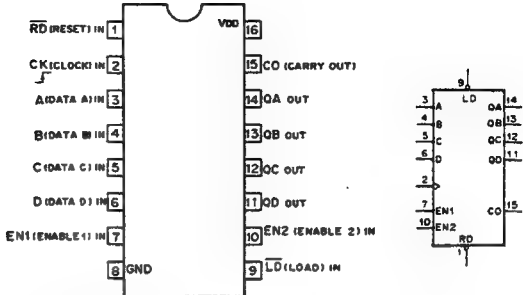 RD (RESET) IN 1
CK (CLOCK) IN 2
A (DATA A) IN 3
B (DATA B) IN 4
C (DATA C) IN 5
D (DATA D) IN 6
EN1 (ENABLE 1) IN 7
8 GND
VDD 16
15 CO (CARRY OUT)
14 QA OUT
13 QB OUT
12 QC OUT
11 QD OUT
10 EN2 (ENABLE 2) IN
9 LD (LOAD) IN
9
LD
3 A QA 14
4 B QB 13
5 C QC 12
6 D QD 11
2
7 EN1 CO 15
10 EN2
RD
1